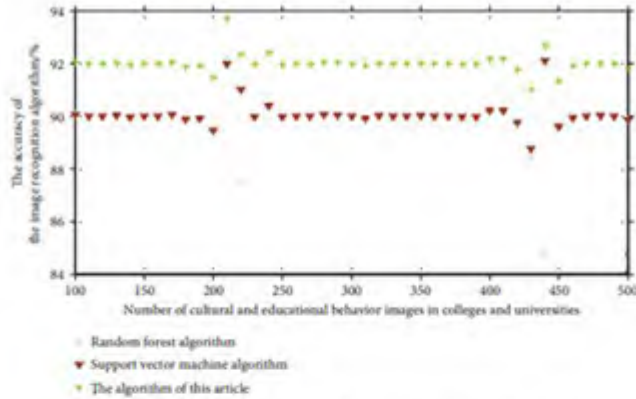 94
92
90
88
86
84
The accuracy of
the image recognition algorithm/%
100 150 200 250 300 350 400 450 500
Number of cultural and educational behavior images in colleges and universities
Random forest algorithm
Support vector machine algorithm
The algorithm of this article